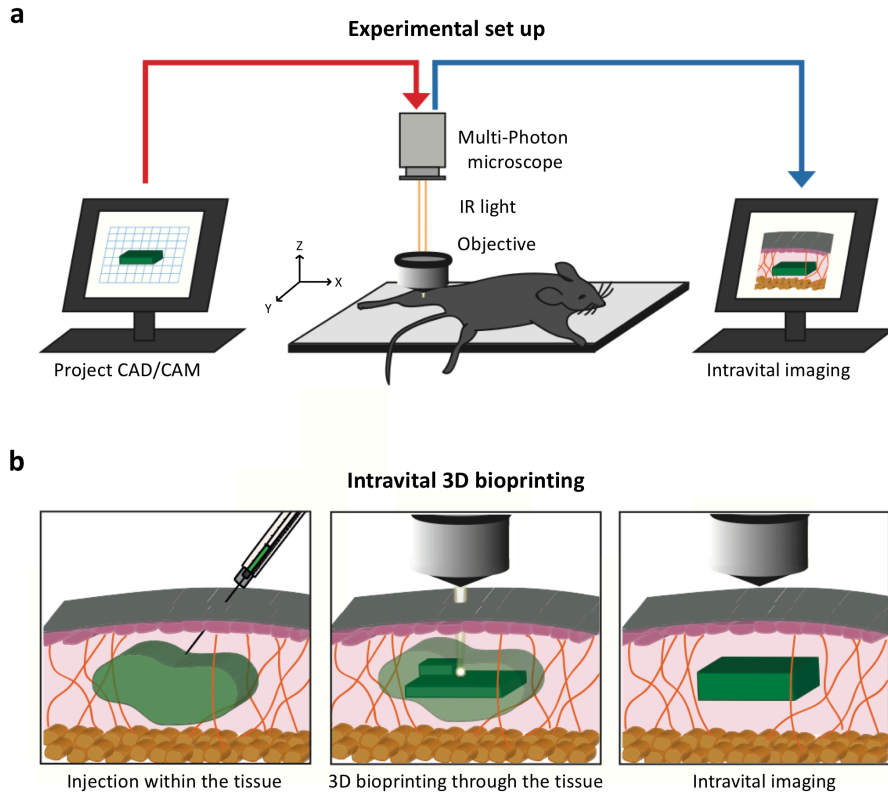 a
Experimental set up
Multi-Photon
microscope
IR light
Objective
Z
X
Y
Project CAD/CAM
Intravital imaging
b
Intravital 3D bioprinting
Injection within the tissue
3D bioprinting through the tissue
Intravital imaging